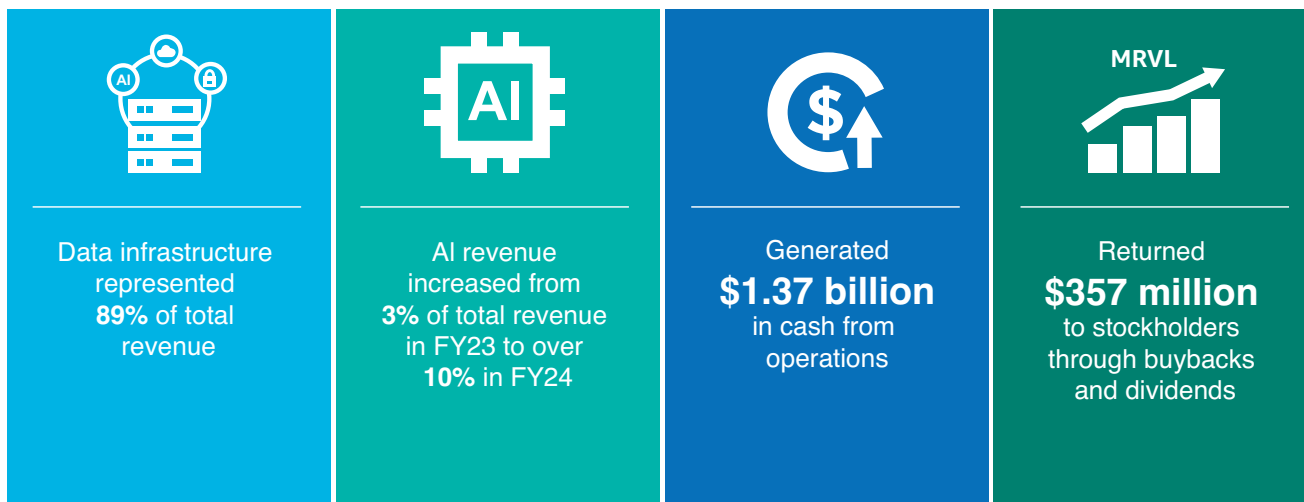 AI
Data infrastructure
represented
89% of total
revenue
AI
AI revenue
increased from
3% of total revenue
in FY23 to over
10% in FY24
$
Generated
$1.37 billion
in cash from
operations
MRVL
Returned
$357 million
to stockholders
through buybacks
and dividends